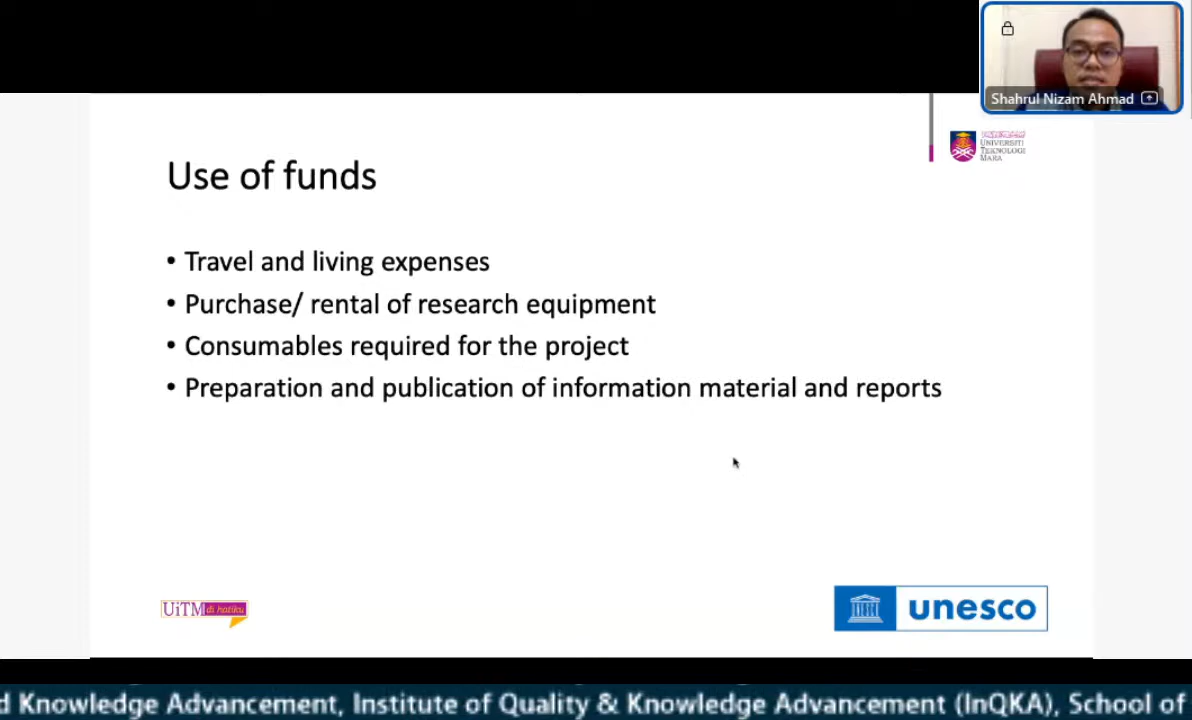 Shahrul Nizam Ahmad
UNIVERSITI
TEKNOLOGI
MARA
Use of funds
• Travel and living expenses
• Purchase/ rental of research equipment
• Consumables required for the project
• Preparation and publication of information material and reports
UiTM di hatiku
unesco
d Knowledge Advancement, Institute of Quality & Knowledge Advancement (InQKA), School of